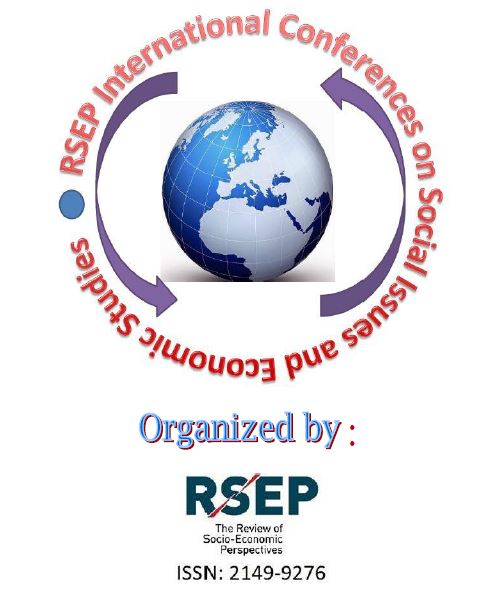 RSEP International Conferences on Social Issues and Economic Studies
Organized by :
RSEP
The Review of
Socio-Economic
Perspectives
ISSN: 2149-9276